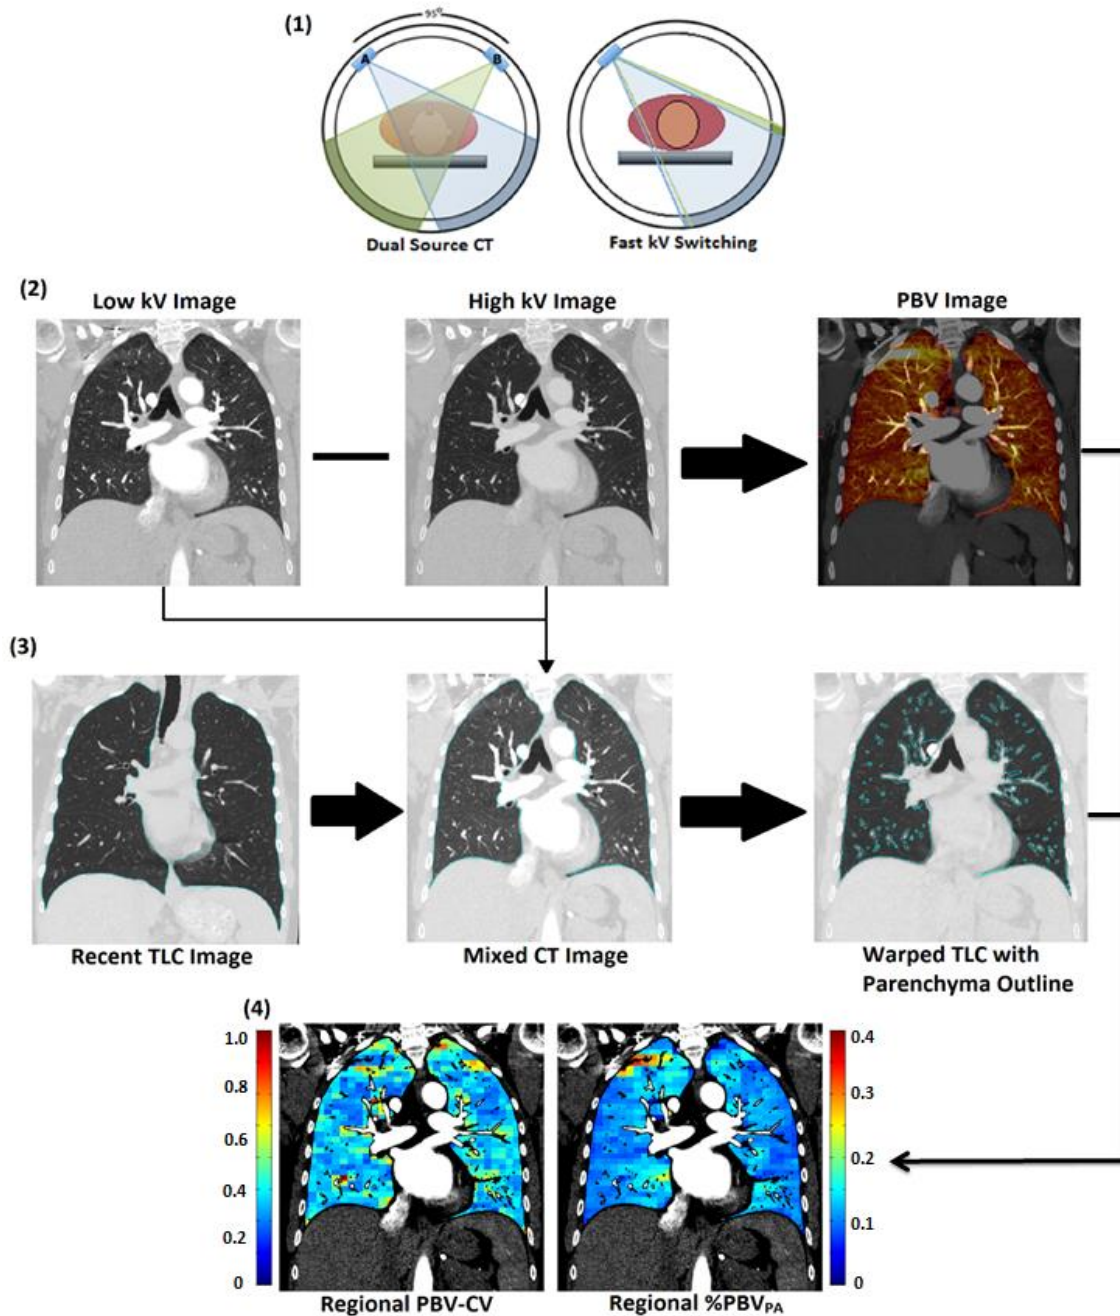 (1)
95°
A
B
Dual Source CT
Fast kV Switching
(2)
Low kV Image
High kV Image
PBV Image
(3)
Recent TLC Image
Mixed CT Image
Warped TLC with
Parenchyma Outline
(4)
1.0
0.8
0.6
0.4
0.2
0
0.4
0.3
0.2
0.1
0
Regional PBV-CV
Regional %PBVPA